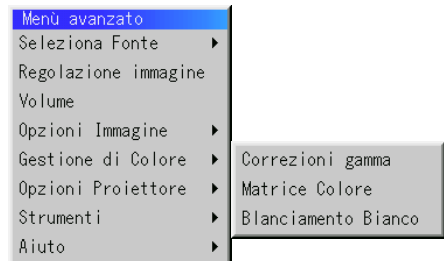 Menù avanzato
Seleziona Fonte
Regolazione immagine
Volume
Opzioni Immagine
Gestione di Colore
Opzioni Proiettore
Strumenti
Aiuto
Correzioni gamma
Matrice Colore
Blanciamento Bianco